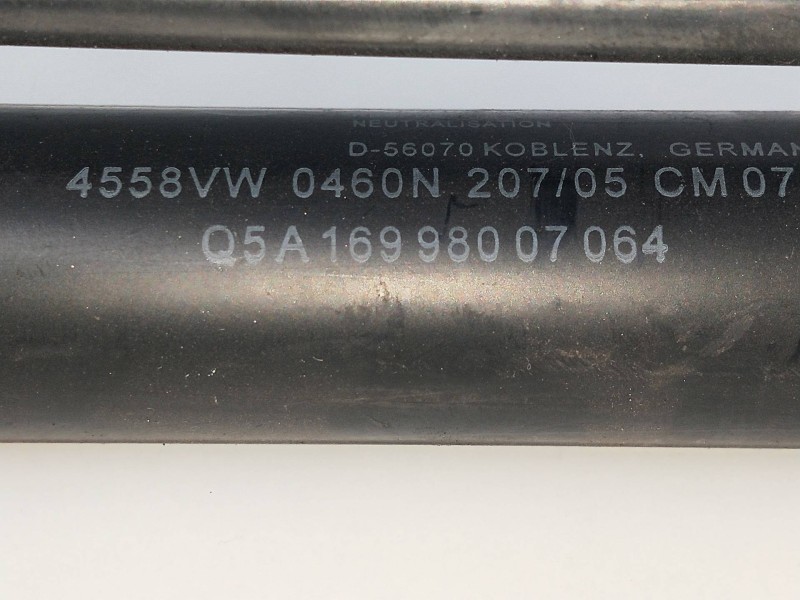 NEUTRALISATION
D-56070 KOBLENZ, GERMAN
4558VW 0460N 207/05 CM07
Q5A 169 980 07 064